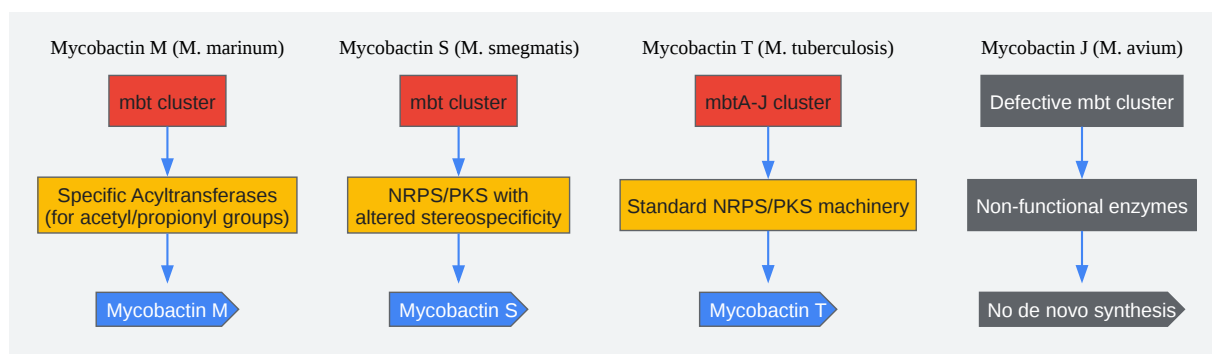 Mycobactin M (M. marinum)
mbt cluster
Specific Acyltransferases
(for acetyl/propionyl groups)
Mycobactin M
Mycobactin S (M. smegmatis)
mbt cluster
NRPS/PKS with
altered stereospecificity
Mycobactin S
Mycobactin T (M. tuberculosis)
mbtA-J cluster
Standard NRPS/PKS machinery
Mycobactin T
Mycobactin J (M. avium)
Defective mbt cluster
Non-functional enzymes
No de novo synthesis